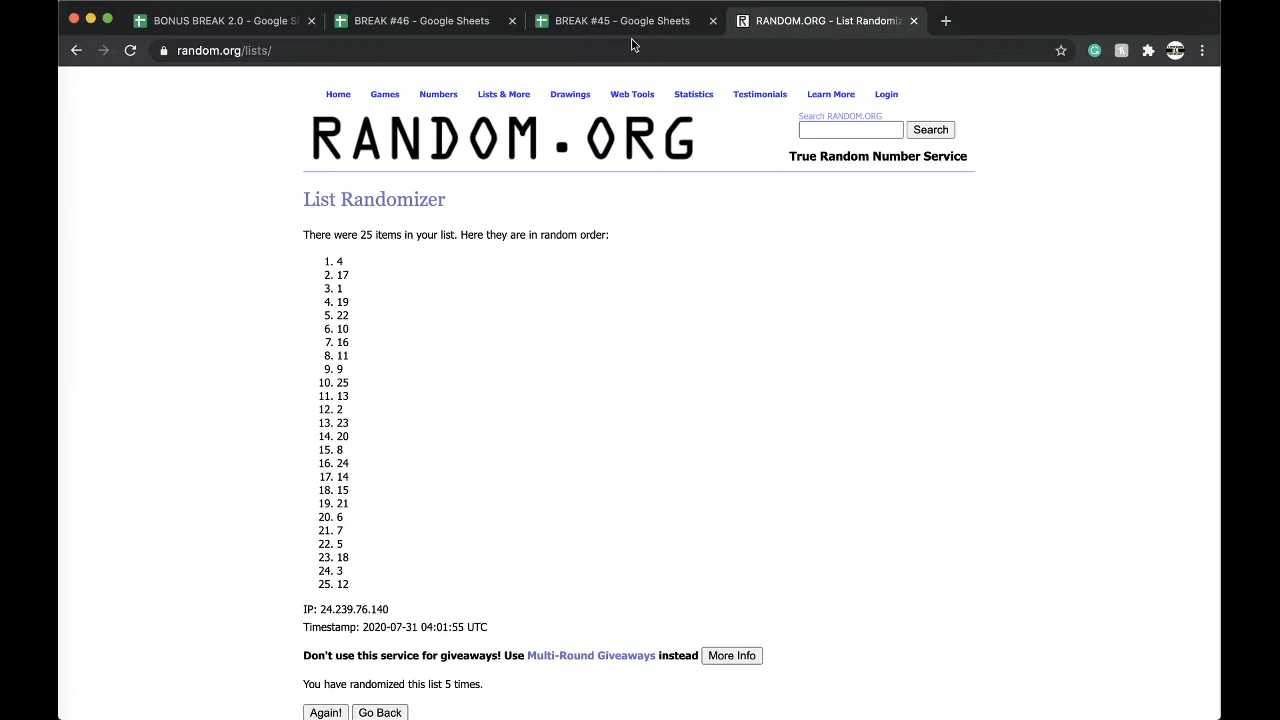 BONUS BREAK 2.0 - Google S
BREAK #46 - Google Sheets
BREAK #45 - Google Sheets
RANDOM.ORG - List Randomiz
random.org/lists/
Home Games Numbers Lists & More Drawings Web Tools Statistics Testimonials Learn More Login
RANDOM.ORG
Search RANDOM.ORG
Search
True Random Number Service
List Randomizer
There were 25 items in your list. Here they are in random order:
1. 4
2. 17
3. 1
4. 19
5. 22
6. 10
7. 16
8. 11
9. 9
10. 25
11. 13
12. 2
13. 23
14. 20
15. 8
16. 24
17. 14
18. 15
19. 21
20. 6
21. 7
22. 5
23. 18
24. 3
25. 12
IP: 24.239.76.140
Timestamp: 2020-07-31 04:01:55 UTC
Don't use this service for giveaways! Use Multi-Round Giveaways instead More Info
You have randomized this list 5 times.
Again! Go Back